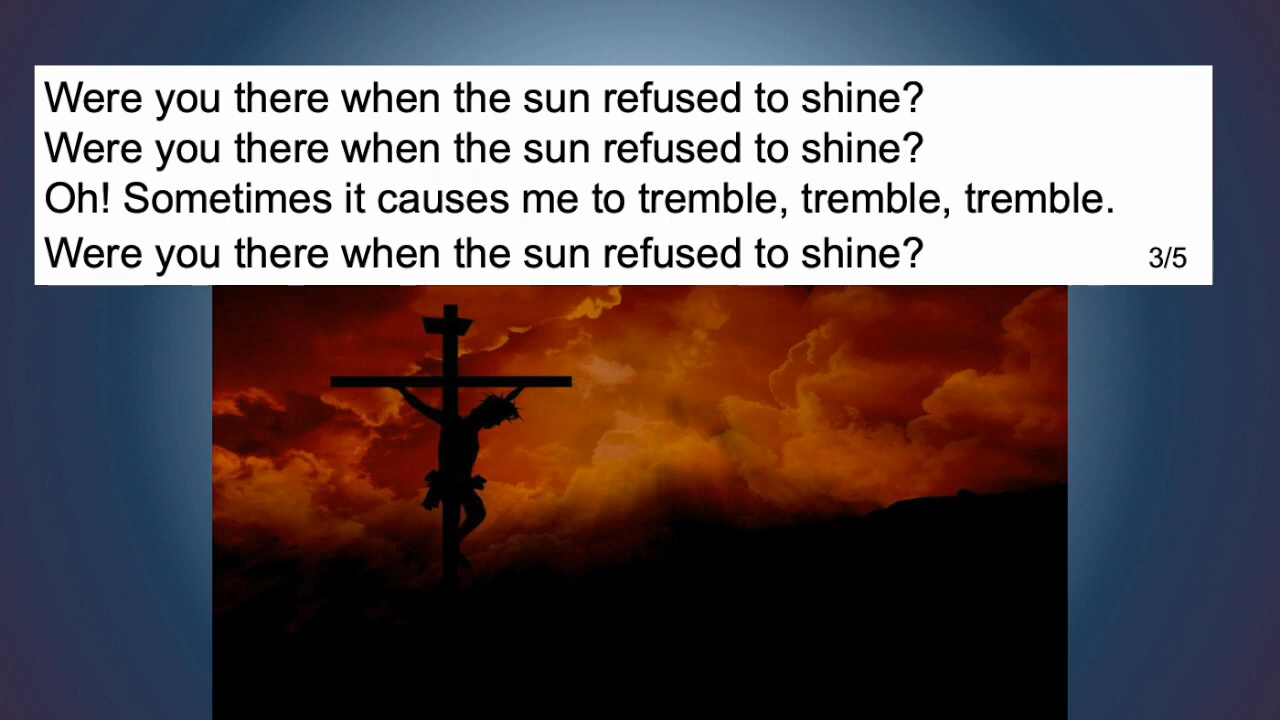 Were you there when the sun refused to shine?
Were you there when the sun refused to shine?
Oh! Sometimes it causes me to tremble, tremble, tremble.
Were you there when the sun refused to shine?
3/5